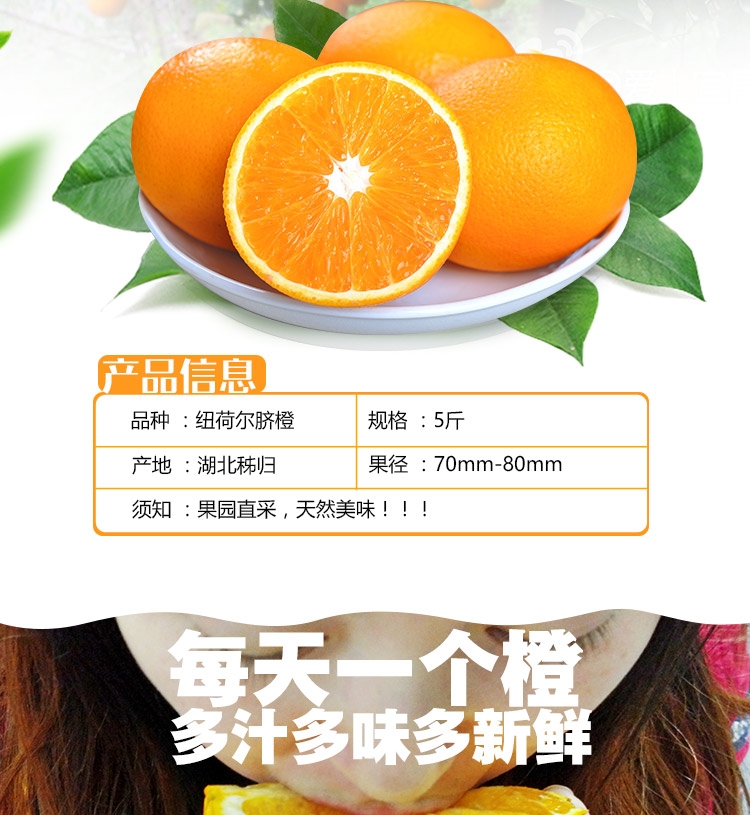 产品信息
品种 ：纽荷尔脐橙 规格 ：5斤
产地 ：湖北秭归 果径 ：70mm-80mm
须知 ：果园直采，天然美味！！！
每天一个橙
多汁多味多新鲜